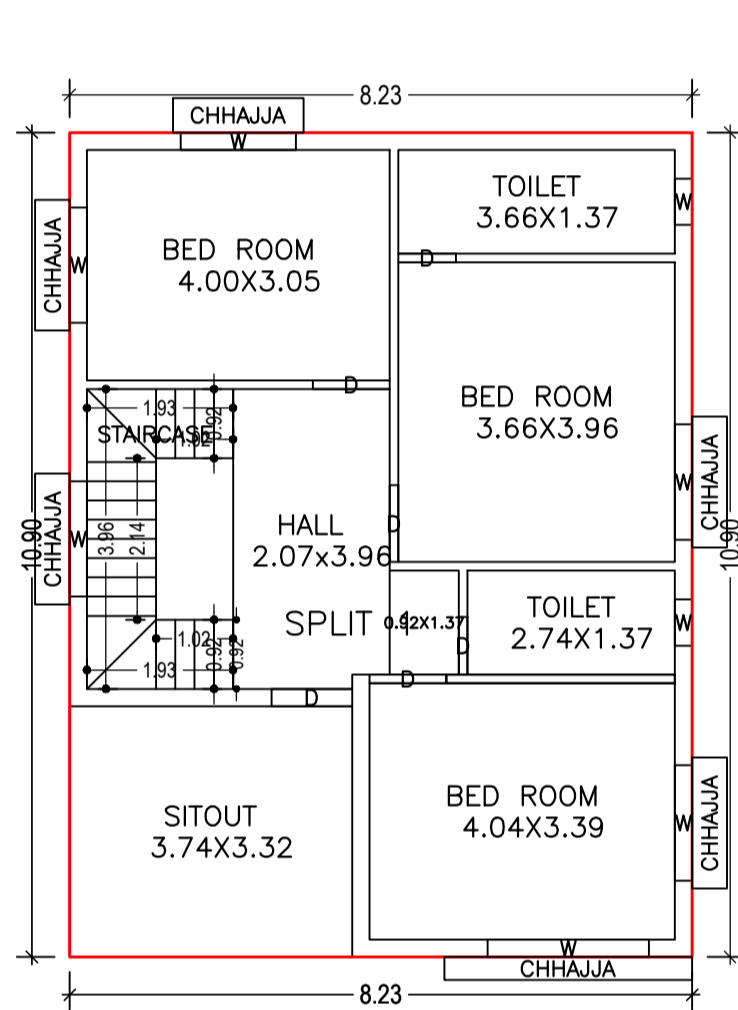 8.23
CHHAJJA
W
TOILET
3.66X1.37
W
CHHAJJA
W
BED ROOM
4.00X3.05
D
D
BED ROOM
3.66X3.96
1.93
0.92
STAIRCASE
1.02
CHHAJJA
W
CHHAJJA
W
10.90
3.96
2.14
HALL
2.07x3.96
D
10.90
SPLIT
0.92X1.37
TOILET
2.74X1.37
W
1.02
0.92
0.92
1.93
D
D
D
SITOUT
3.74X3.32
BED ROOM
4.04X3.39
W
CHHAJJA
W
CHHAJJA
8.23